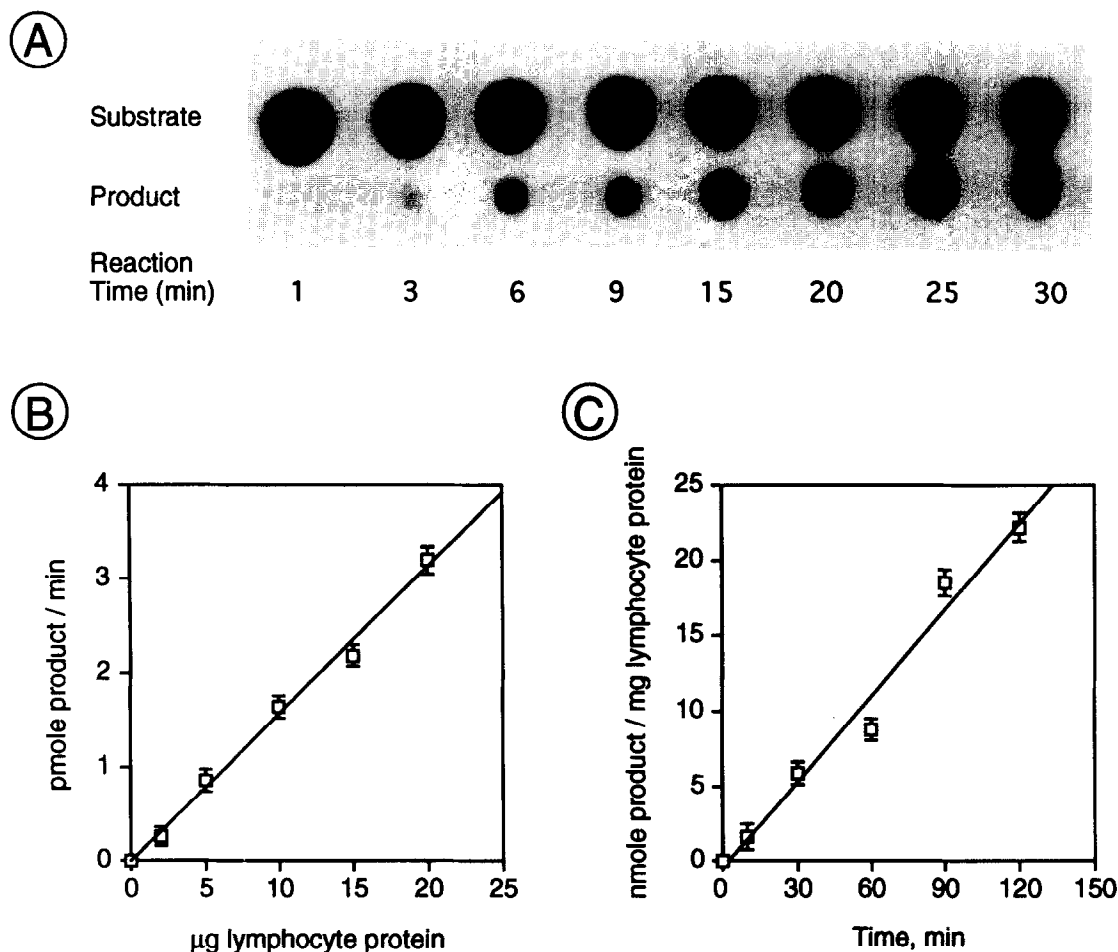 A
Substrate
Product
Reaction
Time (min)
1 3 6 9 15 20 25 30
B
pmole product / min
4
3
2
1
0
0 5 10 15 20 25
µg lymphocyte protein
C
nmole product / mg lymphocyte protein
25
20
15
10
5
0
0 30 60 90 120 150
Time, min